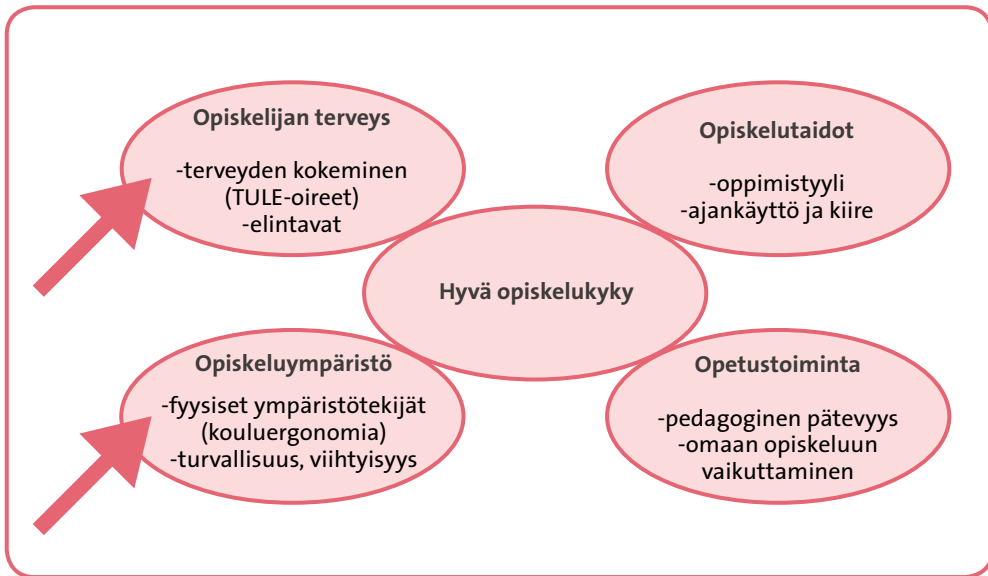 Opiskelijan terveys
-terveyden kokeminen
(TULE-oireet)
-elintavat
Opiskelutaidot
-oppimistyyli
-ajankäyttö ja kiire
Hyvä opiskelukyky
Opiskeluympäristö
-fyysiset ympäristötekijät
(kouluergonomia)
-turvallisuus, viihtyisyys
Opetustoiminta
-pedagoginen pätevyys
-omaan opiskeluun
vaikuttaminen